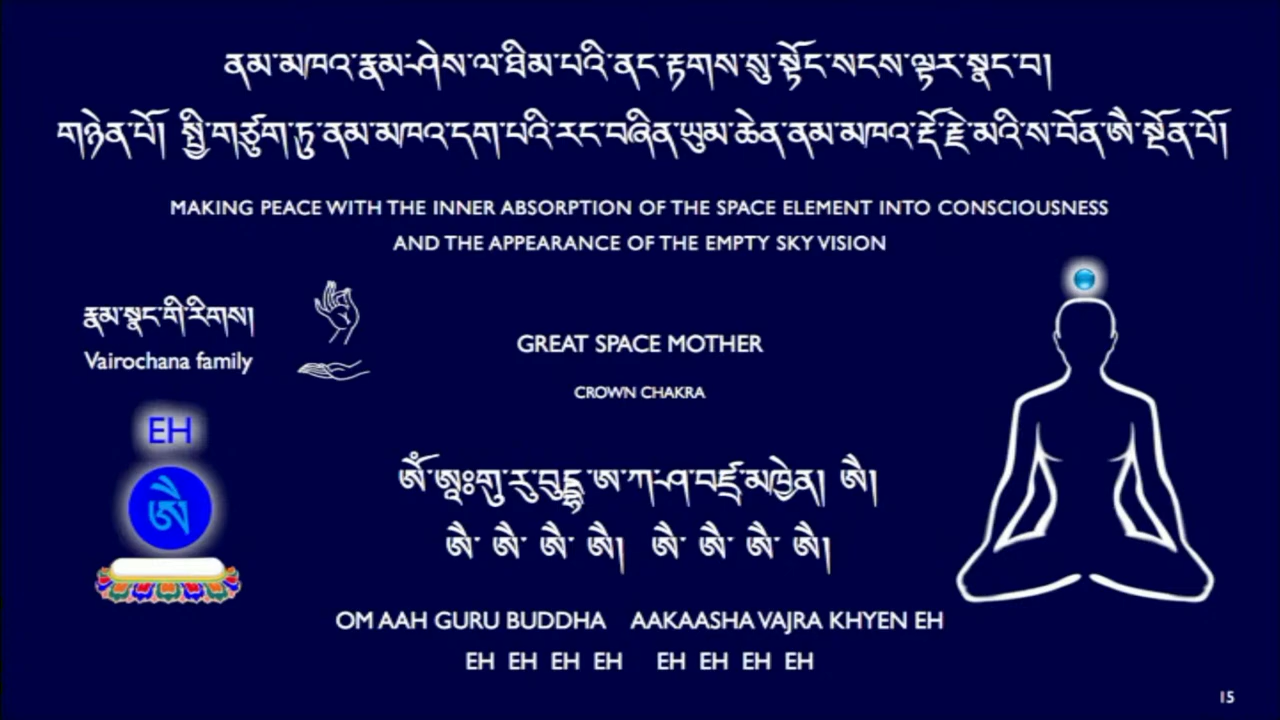 ནམ་མཁའ་རྣམ་ཤེས་ལ་ཐིམ་པའི་ནང་རྟགས་སུ་སྟོང་སངས་ལྟར་སྣང་བ།
གཉེན་པོ། སྤྱི་གཙུག་ཏུ་ནམ་མཁའ་དག་པའི་རང་བཞིན་ཡུམ་ཆེན་ནམ་མཁའ་རྡོ་རྗེ་མའི་ས་བོན་ཨཻ་སྔོན་པོ།
MAKING PEACE WITH THE INNER ABSORPTION OF THE SPACE ELEMENT INTO CONSCIOUSNESS
AND THE APPEARANCE OF THE EMPTY SKY VISION
རྣམ་སྣང་གི་རིགས།
Vairochana family
GREAT SPACE MOTHER
CROWN CHAKRA
EH
ཨཻ
ཨོཾ་ཨཱཿགུ་རུ་བུདྡྷ་ཨ་ཀ་ཤ་བཛྲ་མཁྱེན། ཨཻ།
ཨཻ་ ཨཻ་ ཨཻ་ ཨཻ། ཨཻ་ ཨཻ་ ཨཻ་ ཨཻ།
OM AAH GURU BUDDHA AAKAASHA VAJRA KHYEN EH
EH EH EH EH EH EH EH EH
15